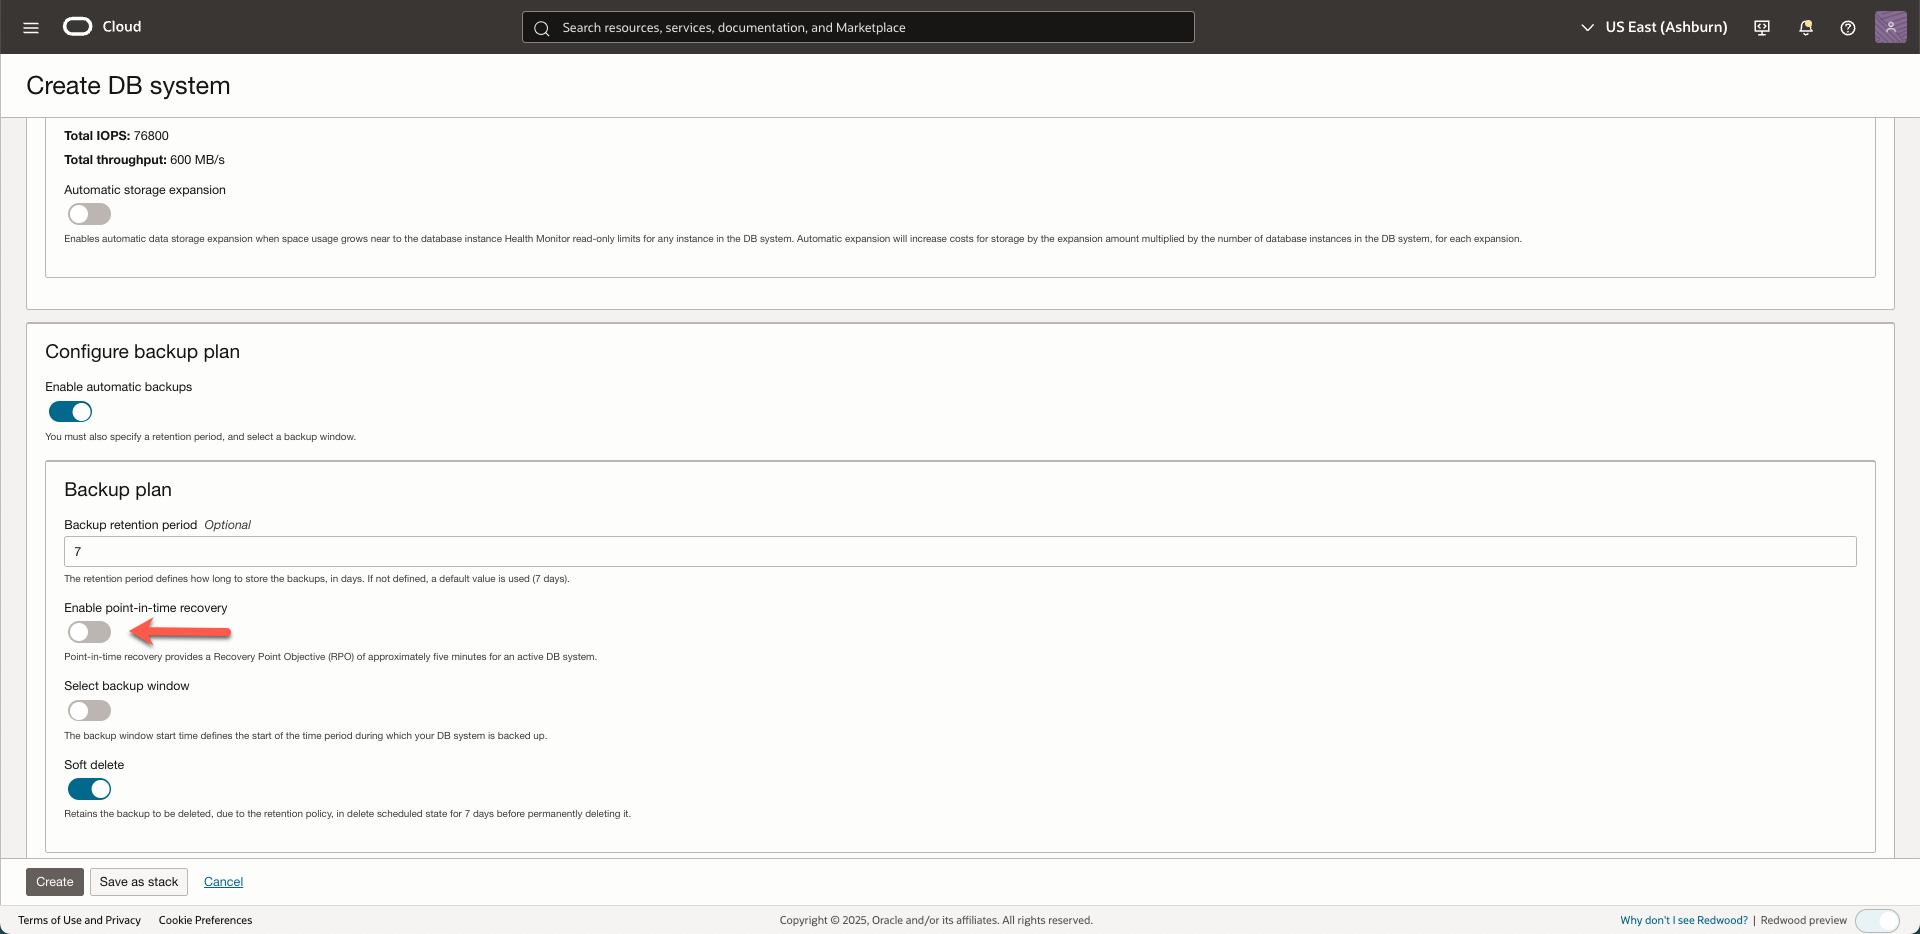 Cloud
Search resources, services, documentation, and Marketplace
US East (Ashburn)
Create DB system
Total IOPS: 76800
Total throughput: 600 MB/s
Automatic storage expansion
Enables automatic data storage expansion when space usage grows near to the database instance Health Monitor read-only limits for any instance in the DB system. Automatic expansion will increase costs for storage by the expansion amount multiplied by the number of database instances in the DB system, for each expansion.
Configure backup plan
Enable automatic backups
You must also specify a retention period, and select a backup window.
Backup plan
Backup retention period Optional
7
The retention period defines how long to store the backups, in days. If not defined, a default value is used (7 days).
Enable point-in-time recovery
Point-in-time recovery provides a Recovery Point Objective (RPO) of approximately five minutes for an active DB system.
Select backup window
The backup window start time defines the start of the time period during which your DB system is backed up.
Soft delete
Retains the backup to be deleted, due to the retention policy, in delete scheduled state for 7 days before permanently deleting it.
Create Save as stack Cancel
Terms of Use and Privacy Cookie Preferences Copyright © 2025, Oracle and/or its affiliates. All rights reserved. Why don't I see Redwood? | Redwood preview